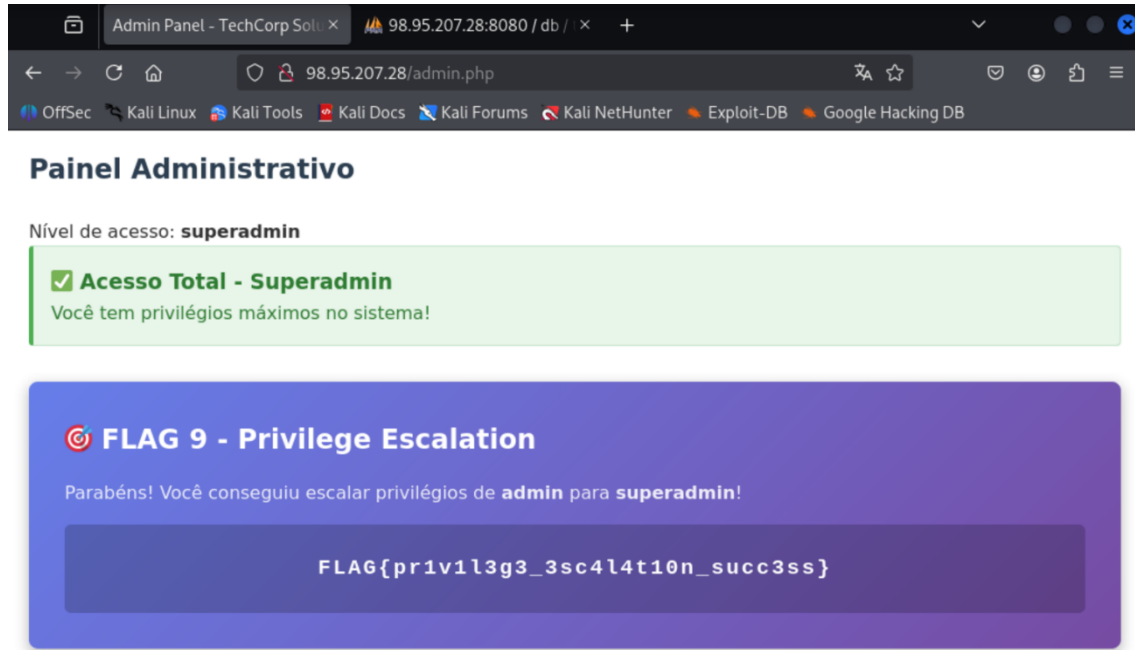 Admin Panel - TechCorp Solu
98.95.207.28:8080 / db /
98.95.207.28/admin.php
OffSec Kali Linux Kali Tools Kali Docs Kali Forums Kali NetHunter Exploit-DB Google Hacking DB
Painel Administrativo
Nível de acesso: superadmin
✅ Acesso Total - Superadmin
Você tem privilégios máximos no sistema!
🎯 FLAG 9 - Privilege Escalation
Parabéns! Você conseguiu escalar privilégios de admin para superadmin!
FLAG{pr1v1l3g3_3sc4l4t10n_succ3ss}